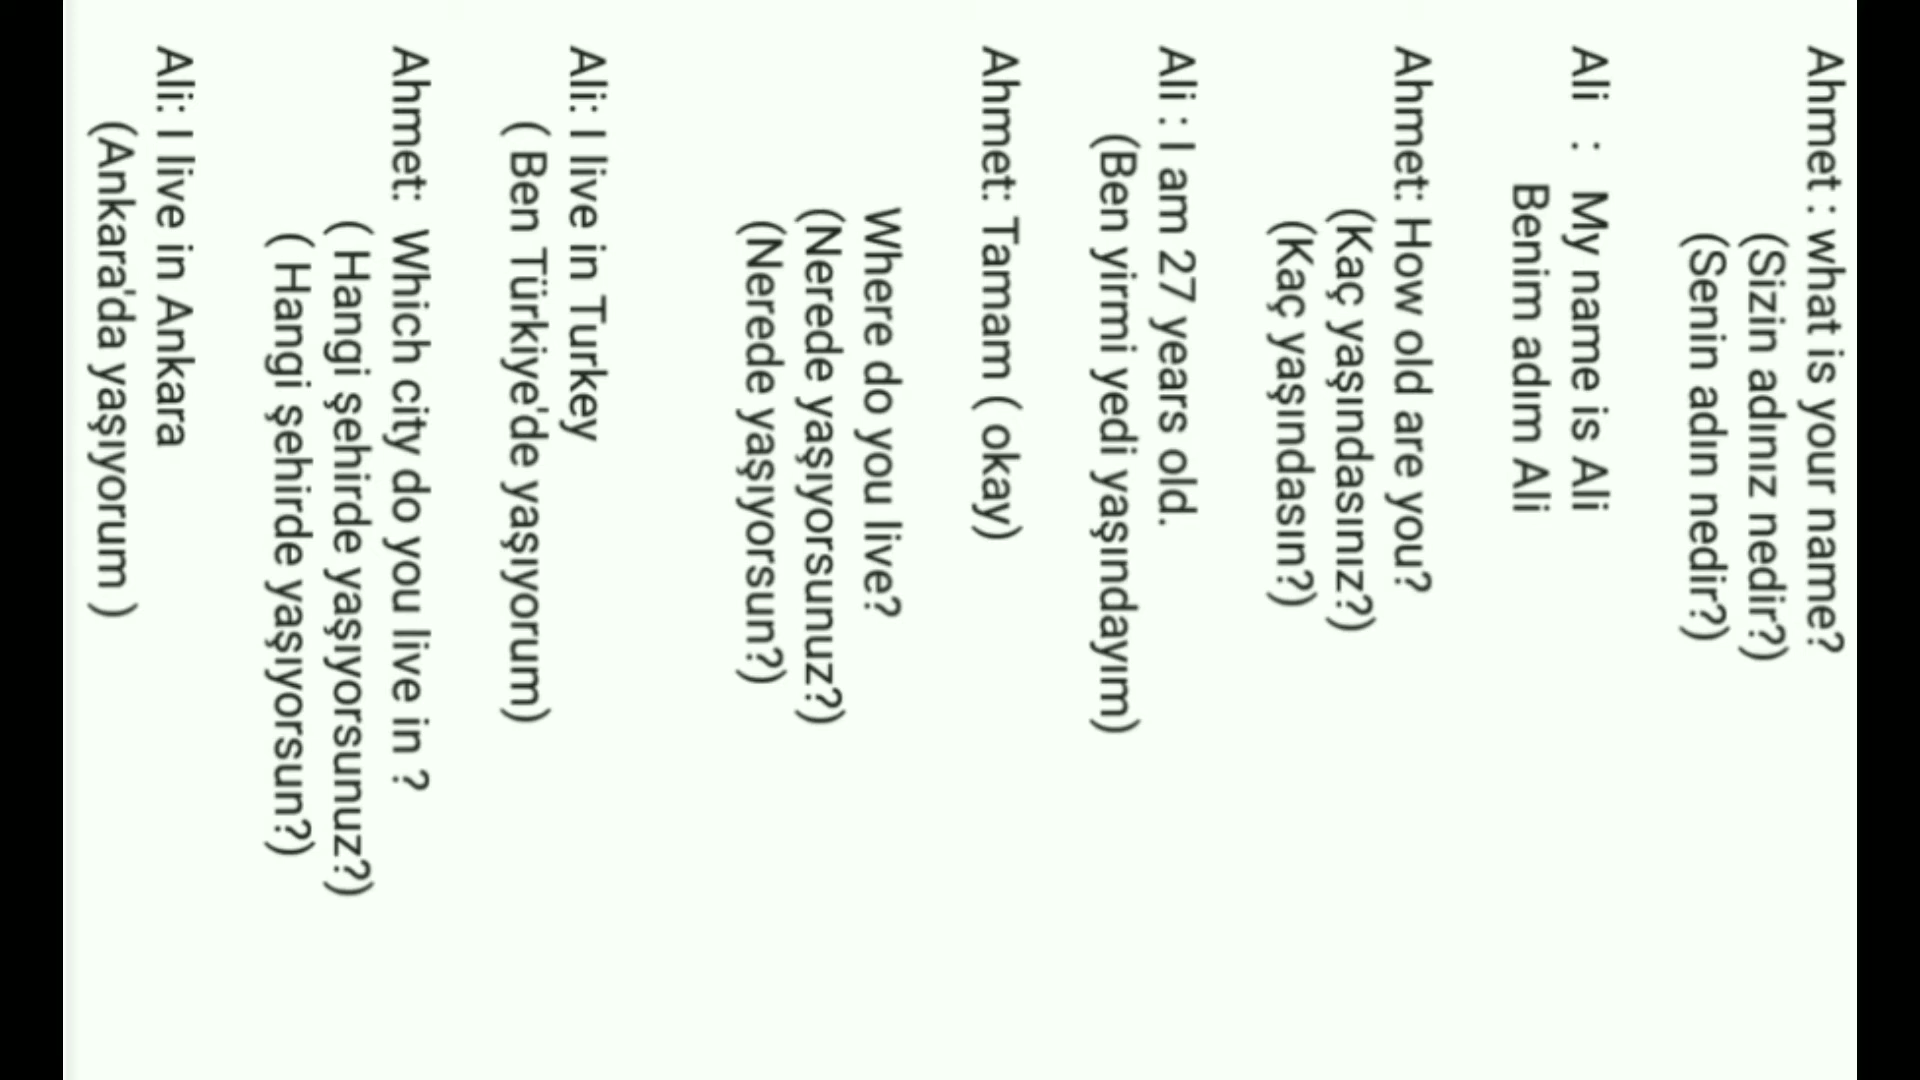 Ahmet : what is your name?
(Sizin adınız nedir?)
(Senin adın nedir?)
Ali : My name is Ali
Benim adım Ali
Ahmet: How old are you?
(Kaç yaşındasınız?)
(Kaç yaşındasın?)
Ali : I am 27 years old.
(Ben yirmi yedi yaşındayım)
Ahmet: Tamam ( okay)
Where do you live?
(Nerede yaşıyorsunuz?)
(Nerede yaşıyorsun?)
Ali: I live in Turkey
( Ben Türkiye'de yaşıyorum)
Ahmet: Which city do you live in ?
( Hangi şehirde yaşıyorsunuz?)
( Hangi şehirde yaşıyorsun?)
Ali: I live in Ankara
(Ankara'da yaşıyorum )